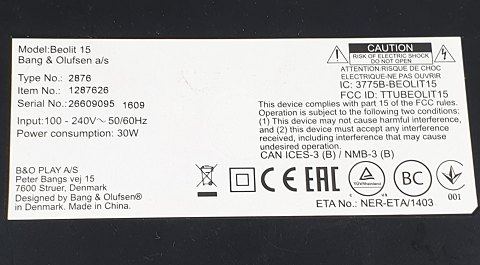 Model:Beolit 15
Bang & Olufsen a/s
Type No.: 2876
Item No.: 1287626
Serial No.:26609095 1609
Input:100 - 240V~ 50/60Hz
Power consumption: 30W
B&O PLAY A/S
Peter Bangs vej 15
7600 Struer, Denmark
Designed by Bang & Olufsen®
in Denmark. Made in China.
CAUTION
RISK OF ELECTRIC SHOCK
DO NOT OPEN
ATTENTION:RISQUE DE CHOC
ELECTRIQUE NE PAS OUVRIR
IC: 3775B-BEOLIT15
FCC ID: TTUBEOLIT15
This device complies with part 15 of the FCC rules.
Operation is subject to the following two conditions:
(1) This device may not cause harmful interference,
and (2) this device must accept any interference
received, including interference that may cause
undesired operation.
CAN ICES-3 (B) / NMB-3 (B)
CE
EAC
TÜVRheinland
BC
001
ETA No.: NER-ETA/1403